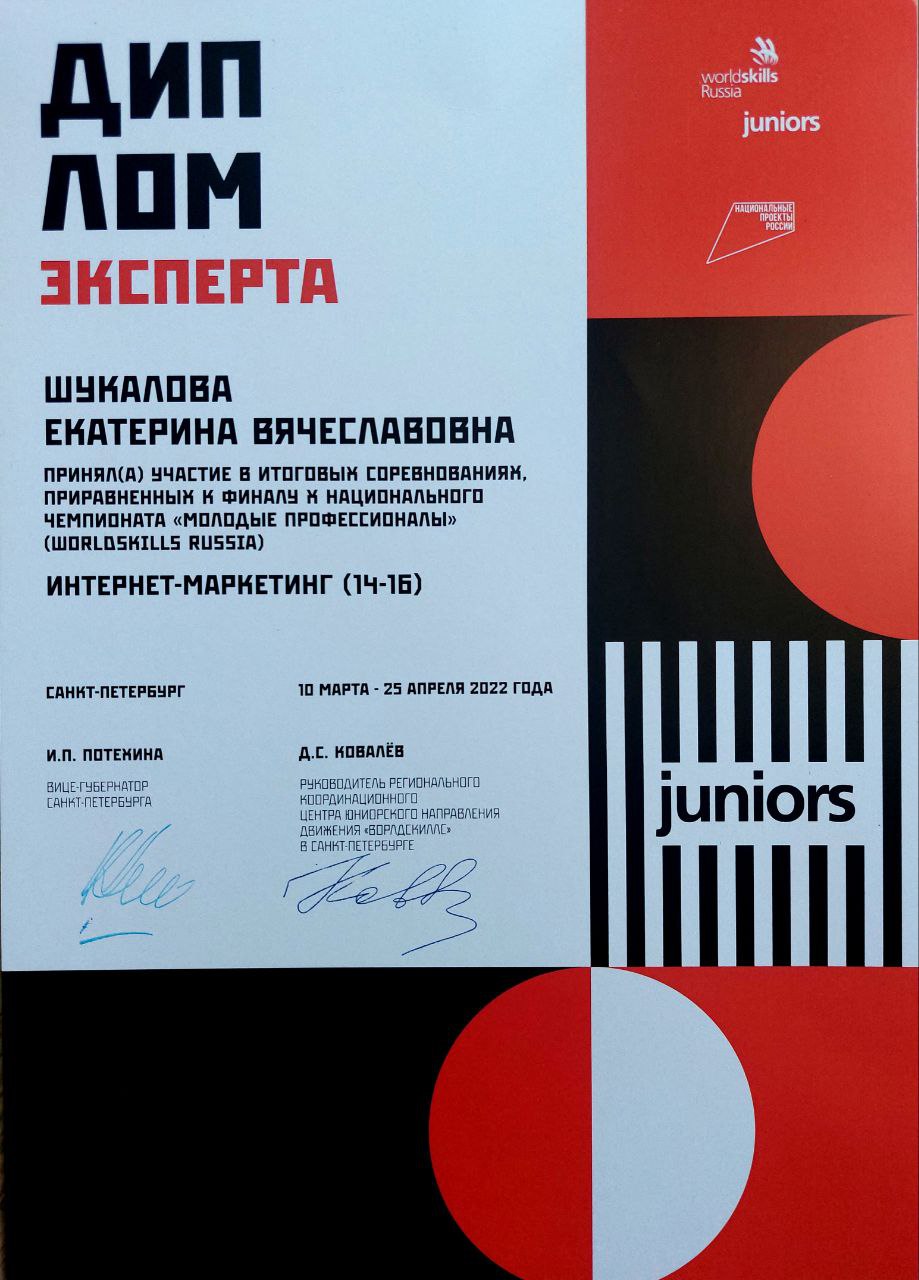 ДИП
ЛОМ
ЭКСПЕРТА
ШУКАЛОВА
ЕКАТЕРИНА ВЯЧЕСЛАВОВНА
ПРИНЯЛ(А) УЧАСТИЕ В ИТОГОВЫХ СОРЕВНОВАНИЯХ,
ПРИРАВНЕННЫХ К ФИНАЛУ X НАЦИОНАЛЬНОГО
ЧЕМПИОНАТА «МОЛОДЫЕ ПРОФЕССИОНАЛЫ»
(WORLDSKILLS RUSSIA)
ИНТЕРНЕТ-МАРКЕТИНГ (14-16)
САНКТ-ПЕТЕРБУРГ
10 МАРТА - 25 АПРЕЛЯ 2022 ГОДА
И.П. ПОТЕХИНА
ВИЦЕ-ГУБЕРНАТОР
САНКТ-ПЕТЕРБУРГА
Д.С. КОВАЛЁВ
РУКОВОДИТЕЛЬ РЕГИОНАЛЬНОГО
КООРДИНАЦИОННОГО
ЦЕНТРА ЮНИОРСКОГО НАПРАВЛЕНИЯ
ДВИЖЕНИЯ «ВОРЛДСКИЛЛС»
В САНКТ-ПЕТЕРБУРГЕ
worldskills
Russia
juniors
НАЦИОНАЛЬНЫЕ
ПРОЕКТЫ
РОССИИ
juniors